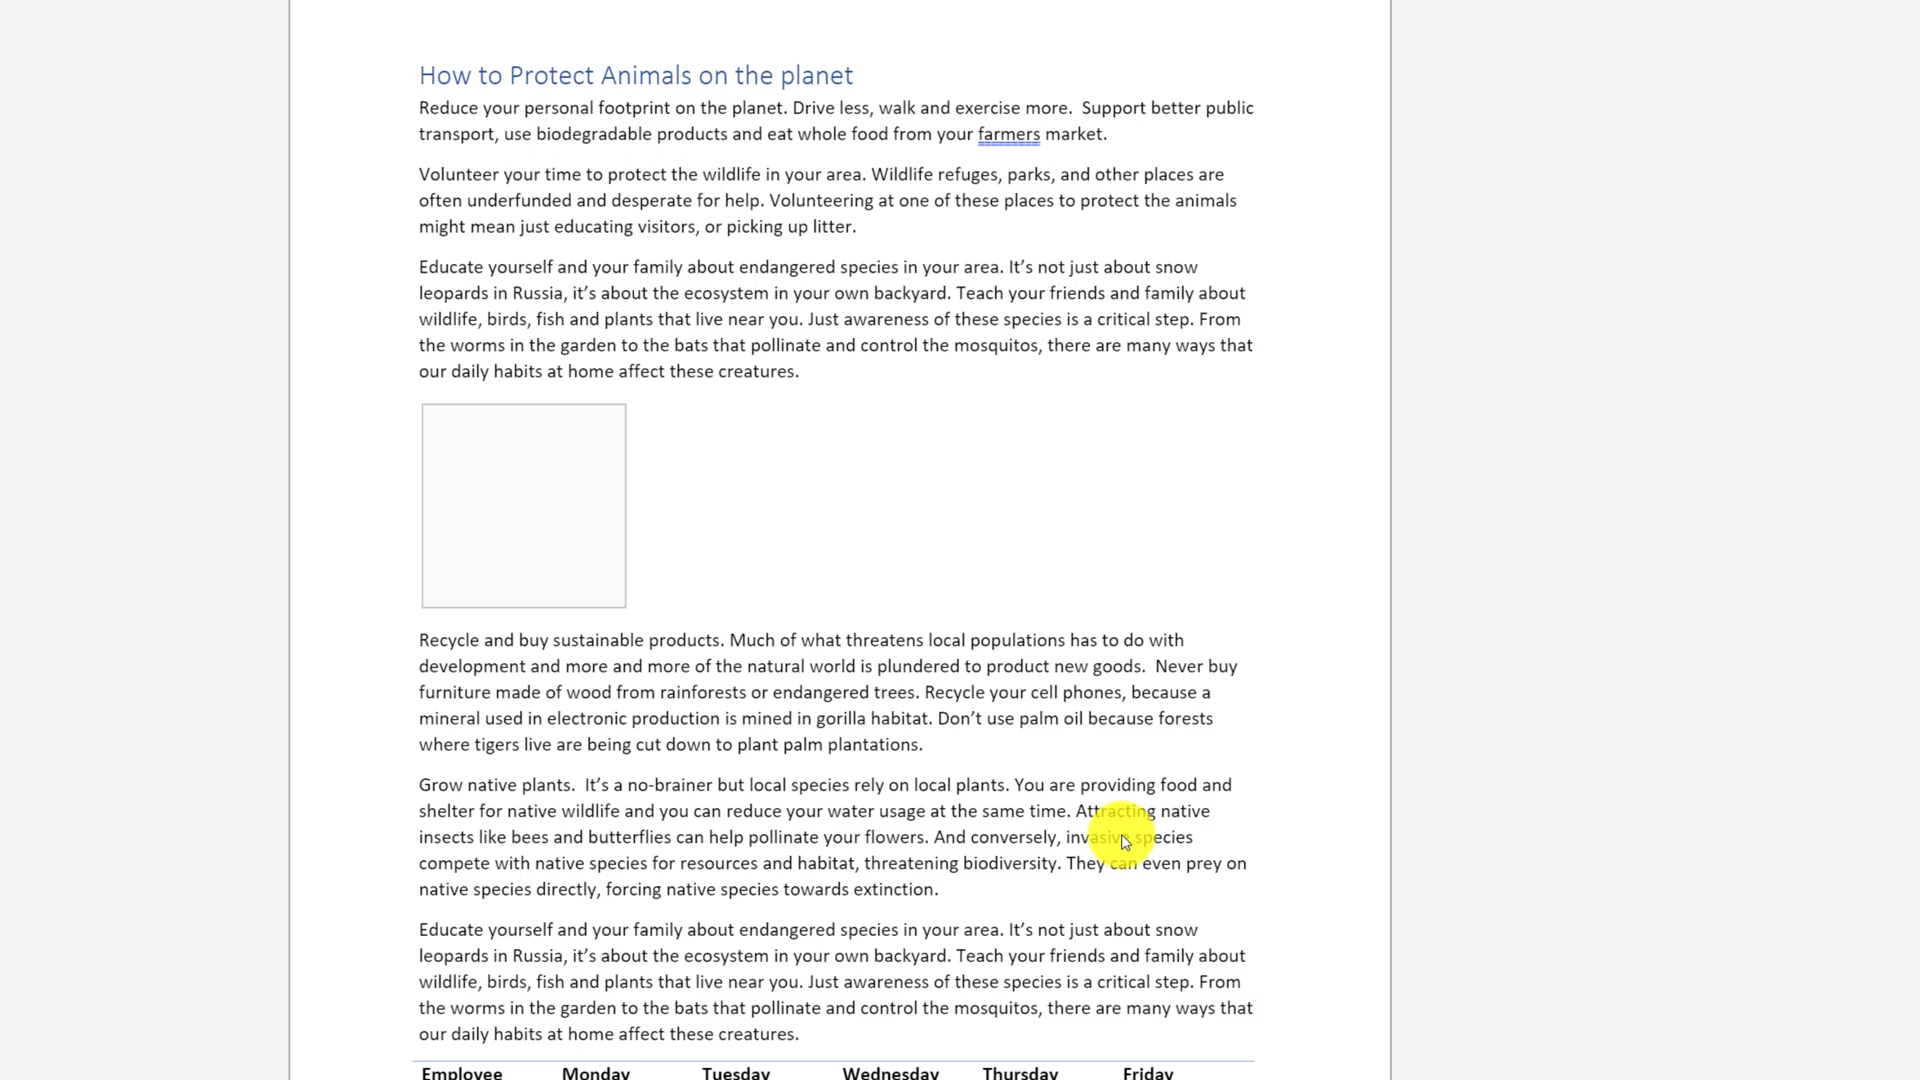 How to Protect Animals on the planet
Reduce your personal footprint on the planet. Drive less, walk and exercise more.  Support better public
transport, use biodegradable products and eat whole food from your farmers market.
Volunteer your time to protect the wildlife in your area. Wildlife refuges, parks, and other places are
often underfunded and desperate for help. Volunteering at one of these places to protect the animals
might mean just educating visitors, or picking up litter.
Educate yourself and your family about endangered species in your area. It’s not just about snow
leopards in Russia, it’s about the ecosystem in your own backyard. Teach your friends and family about
wildlife, birds, fish and plants that live near you. Just awareness of these species is a critical step. From
the worms in the garden to the bats that pollinate and control the mosquitos, there are many ways that
our daily habits at home affect these creatures.
Recycle and buy sustainable products. Much of what threatens local populations has to do with
development and more and more of the natural world is plundered to product new goods.  Never buy
furniture made of wood from rainforests or endangered trees. Recycle your cell phones, because a
mineral used in electronic production is mined in gorilla habitat. Don’t use palm oil because forests
where tigers live are being cut down to plant palm plantations.
Grow native plants.  It’s a no-brainer but local species rely on local plants. You are providing food and
shelter for native wildlife and you can reduce your water usage at the same time. Attracting native
insects like bees and butterflies can help pollinate your flowers. And conversely, invasive species
compete with native species for resources and habitat, threatening biodiversity. They can even prey on
native species directly, forcing native species towards extinction.
Educate yourself and your family about endangered species in your area. It’s not just about snow
leopards in Russia, it’s about the ecosystem in your own backyard. Teach your friends and family about
wildlife, birds, fish and plants that live near you. Just awareness of these species is a critical step. From
the worms in the garden to the bats that pollinate and control the mosquitos, there are many ways that
our daily habits at home affect these creatures.
Employee Monday Tuesday Wednesday Thursday Friday